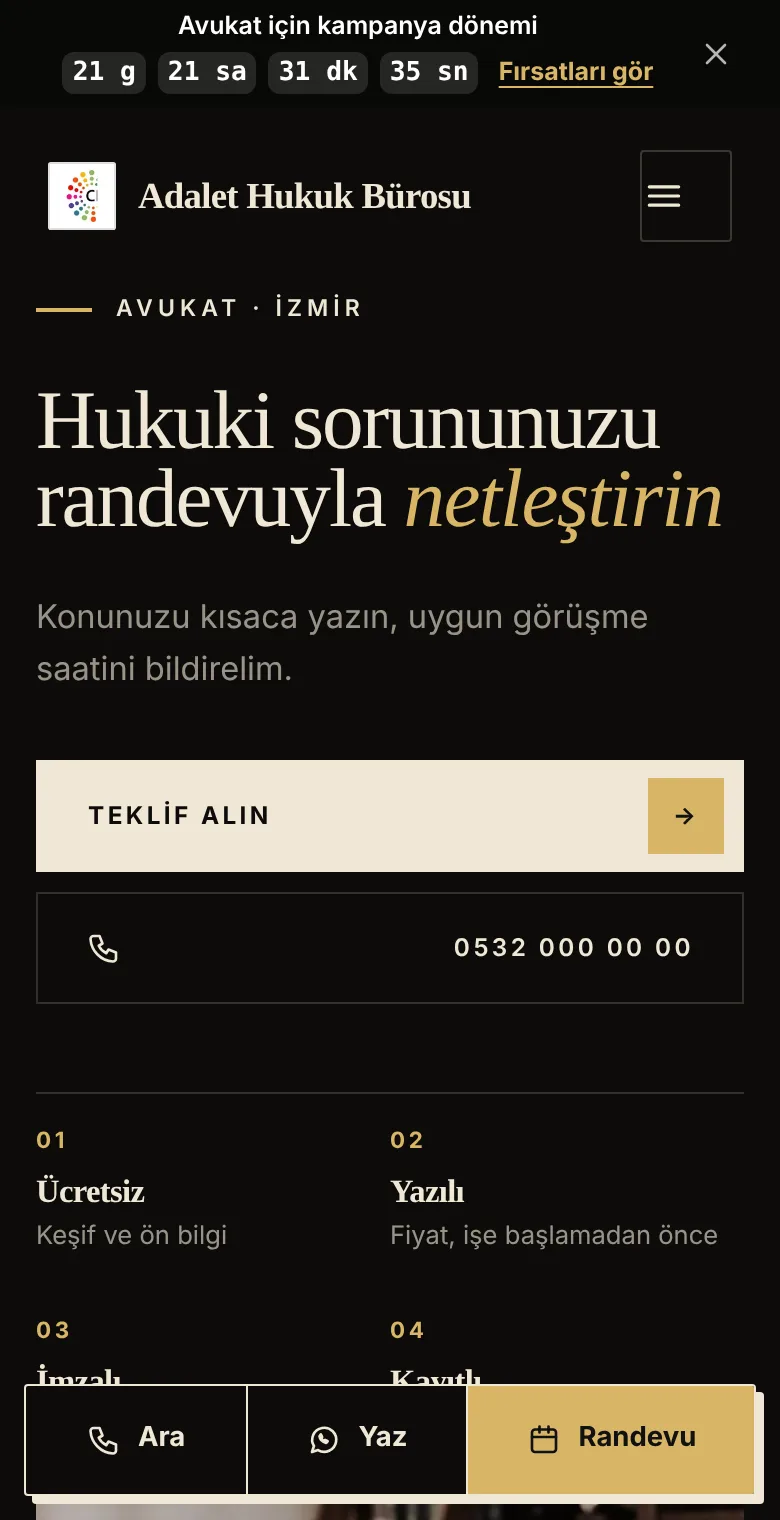 Avukat için kampanya dönemi
21 g 21 sa 31 dk 35 sn Fırsatları gör
Adalet Hukuk Bürosu
AVUKAT · İZMİR
Hukuki sorununuzu
randevuyla netleştirin
Konunuzu kısaca yazın, uygun görüşme
saatini bildirelim.
TEKLİF ALIN
0532 000 00 00
01
Ücretsiz
Keşif ve ön bilgi
02
Yazılı
Fiyat, işe başlamadan önce
03
İmzalı
04
Kayıtlı
Ara
Yaz
Randevu